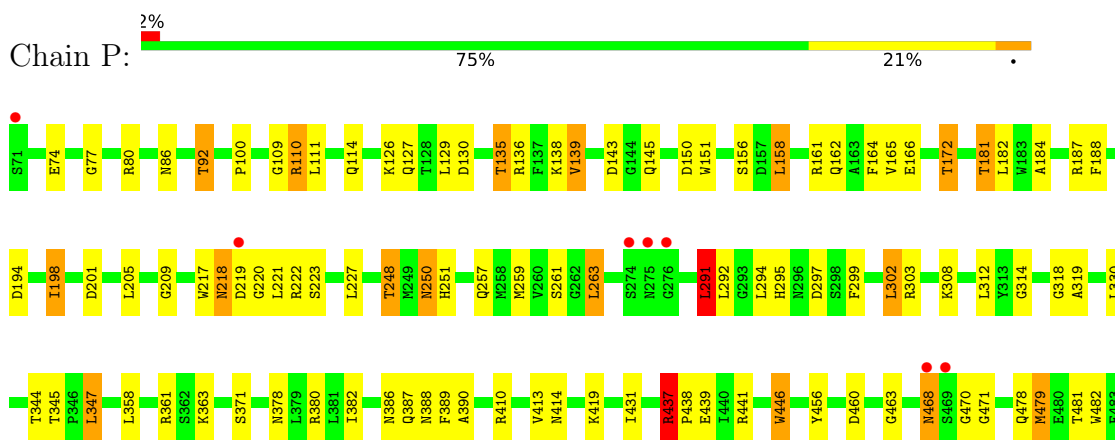 2%
Chain P:
75% 21% •
S71 E74 G77 R80 N86 T92 P100 G109 R110 L111 Q114 K126 Q127 T128 L129 D130 T135 R136 F137 K138 V139 D143 G144 Q145 D150 W151 S156 D157 L158 R161 Q162 A163 F164 V165 E166 T172 T181 L182 W183 A184 R187 F188
D194 I198 D201 L205 G209 W217 N218 D219 G220 L221 R222 S223 L227 T248 M249 N250 H251 Q257 M258 M259 V260 S261 G262 L263 S274 N275 G276 L291 L292 G293 L294 H295 N296 D297 S298 F299 L302 R303 K308 L312 Y313 G314 G318 A319 L330
T344 T345 P346 L347 L358 R361 S362 K363 S371 N378 L379 R380 L381 I382 N386 Q387 N388 F389 A390 R410 V413 N414 K419 I431 R437 P438 E439 I440 R441 W446 Y456 D460 G463 N468 S469 G470 G471 Q478 M479 E480 T481 W482